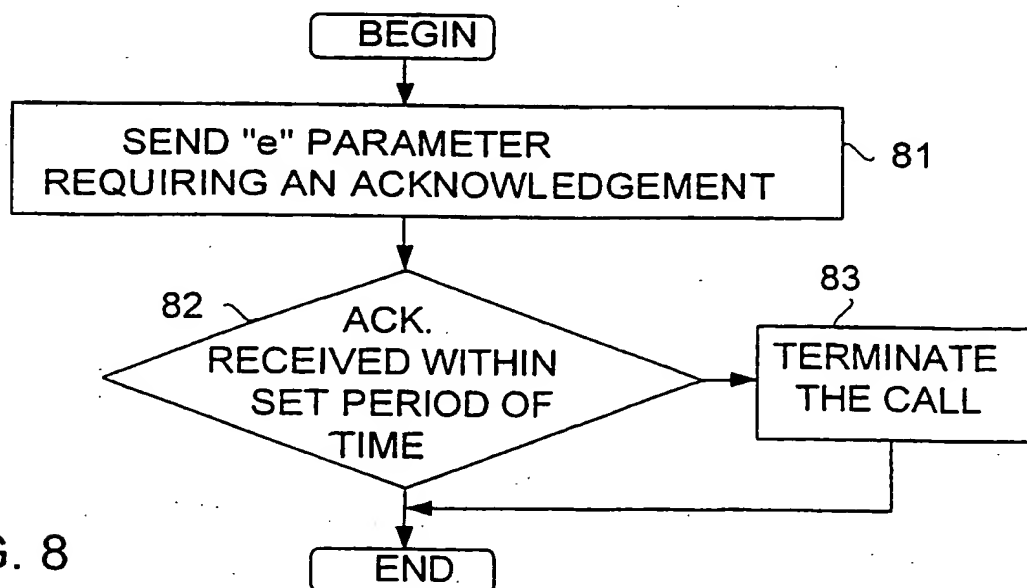 BEGIN
SEND "e" PARAMETER
REQUIRING AN ACKNOWLEDGEMENT
81
82
ACK.
RECEIVED WITHIN
SET PERIOD OF
TIME
83
TERMINATE
THE CALL
END
G. 8